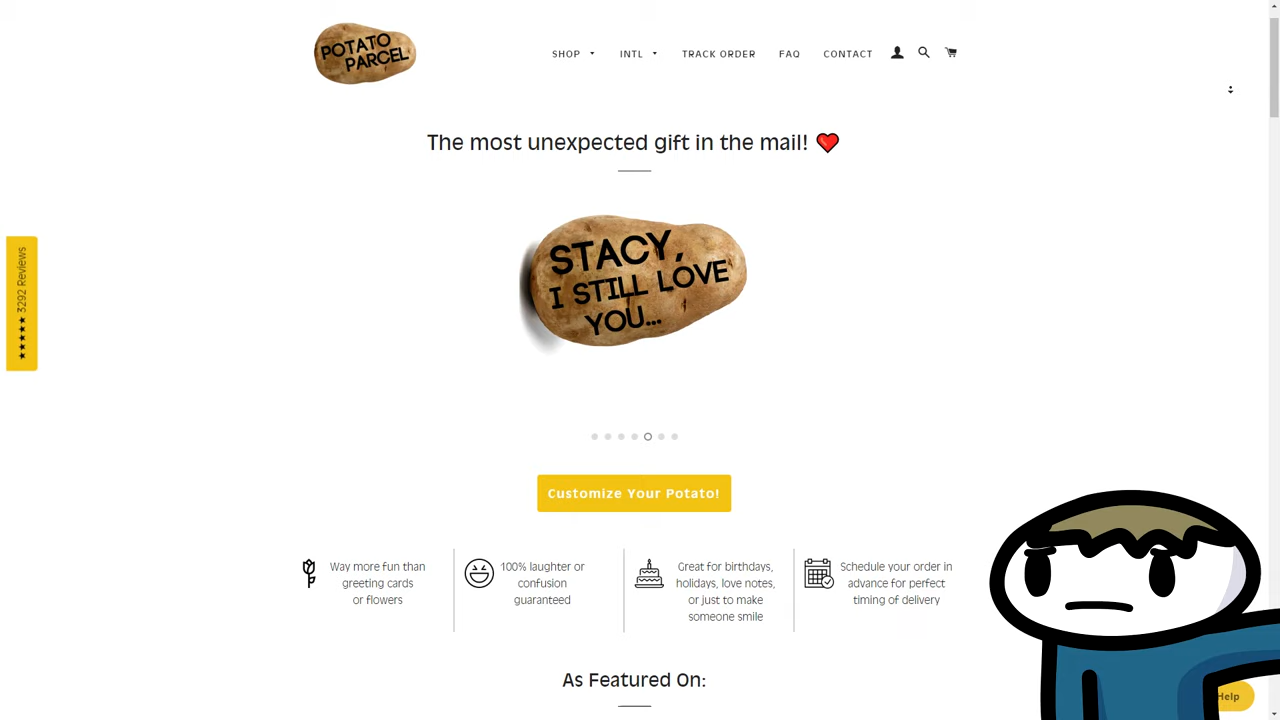 POTATO
PARCEL
SHOP
INTL
TRACK ORDER
FAQ
CONTACT
The most unexpected gift in the mail! ❤️
STACY,
I STILL LOVE
YOU...
★★★★★ 3292 Reviews
Customize Your Potato!
Way more fun than
greeting cards
or flowers
100% laughter or
confusion
guaranteed
Great for birthdays,
holidays, love notes,
or just to make
someone smile
Schedule your order in
advance for perfect
timing of delivery
As Featured On:
Help